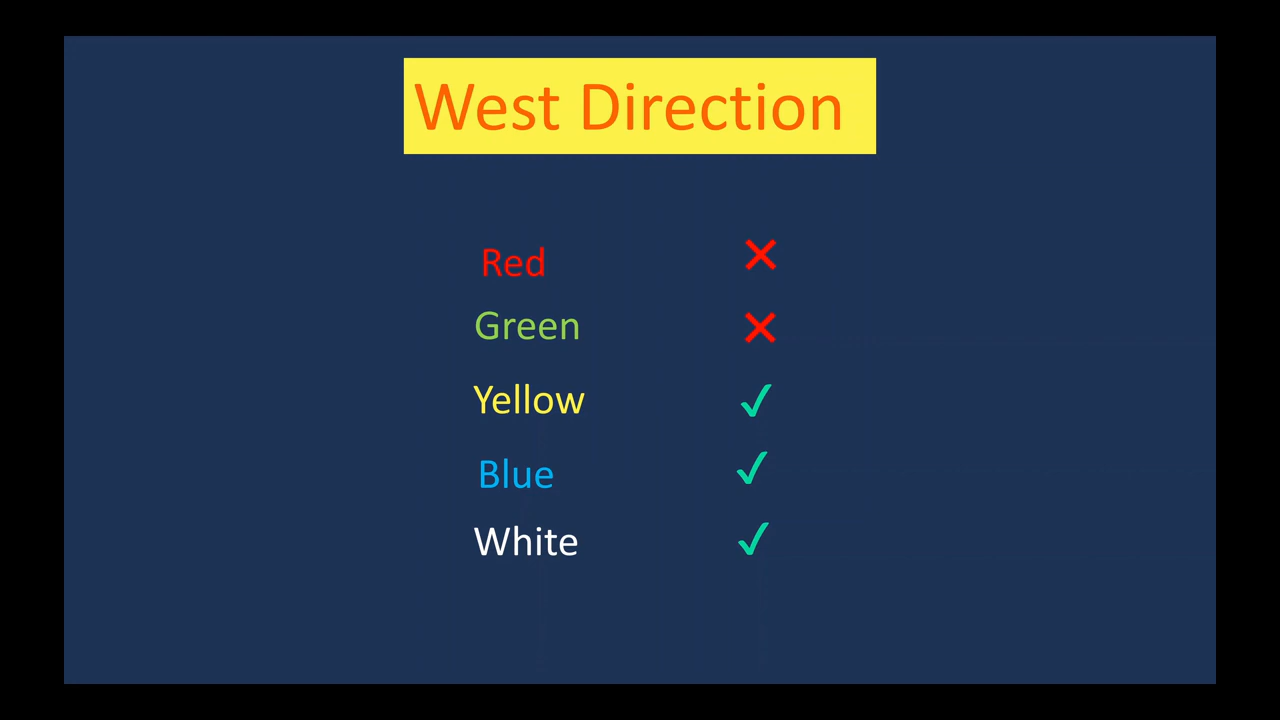 West Direction
Red ✕
Green ✕
Yellow ✓
Blue ✓
White ✓